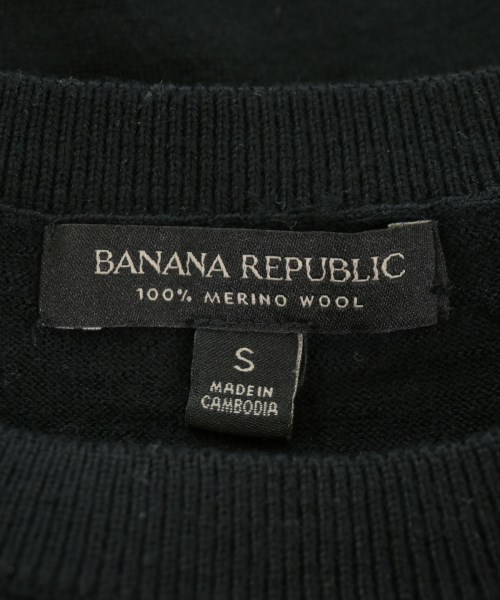 BANANA REPUBLIC
100% MERINO WOOL
S
MADE IN
CAMBODIA